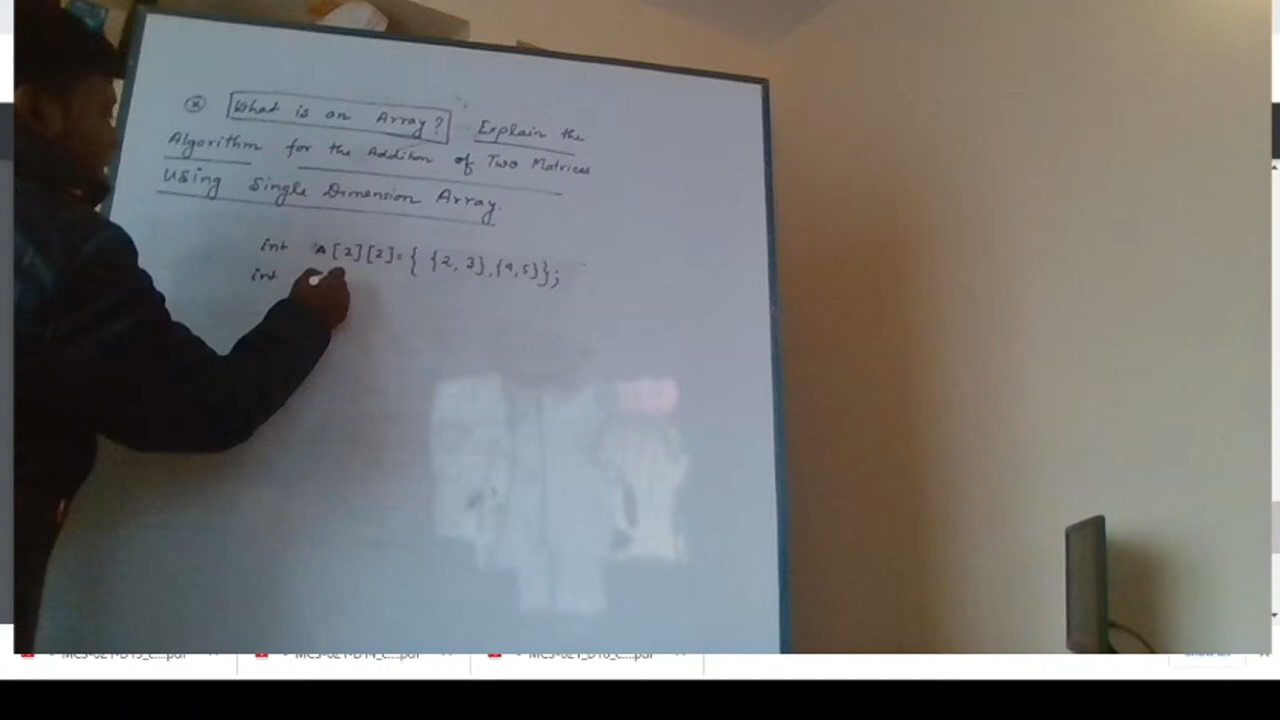 What is an Array? Explain the
Algorithm for the Addition of Two Matrices
using Single Dimension Array.
int A[2][2]={ {2, 3},{4,5}};
int